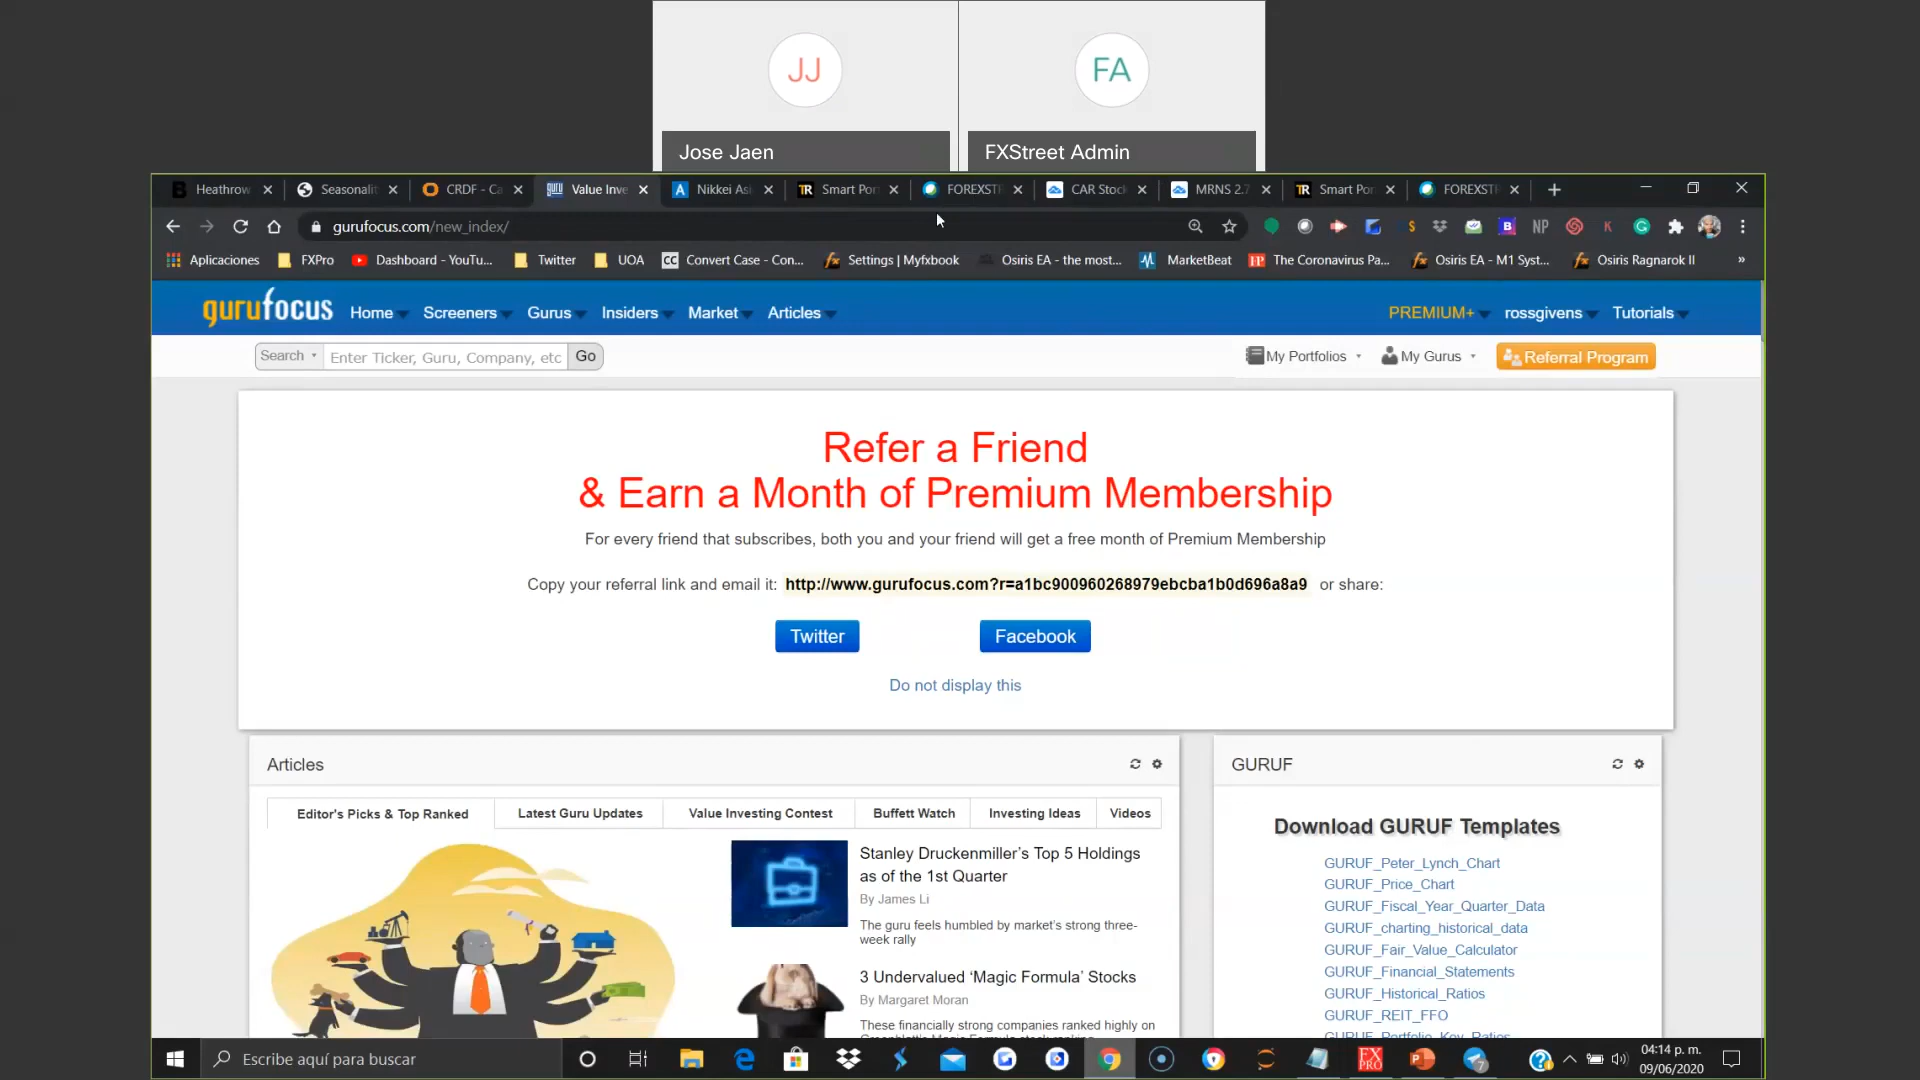 JJ
FA
Jose Jaen
FXStreet Admin
Heathrow
Seasonalit
CRDF - Ca
Value Inve
Nikkei Asi
Smart Por
FOREXSTR
CAR Stoc
MRNS 2.7
Smart Por
FOREXSTR
gurufocus.com/new_index/
Aplicaciones
FXPro
Dashboard - YouTu...
Twitter
UOA
Convert Case - Con...
Settings | Myfxbook
Osiris EA - the most...
MarketBeat
The Coronavirus Pa...
Osiris EA - M1 Syst...
Osiris Ragnarok II
»
gurufocus
Home
Screeners
Gurus
Insiders
Market
Articles
PREMIUM+
rossgivens
Tutorials
Search
Enter Ticker, Guru, Company, etc
Go
My Portfolios
My Gurus
Referral Program
Refer a Friend
& Earn a Month of Premium Membership
For every friend that subscribes, both you and your friend will get a free month of Premium Membership
Copy your referral link and email it: http://www.gurufocus.com?r=a1bc900960268979ebcba1b0d696a8a9 or share:
Twitter
Facebook
Do not display this
Articles
GURUF
Editor's Picks & Top Ranked
Latest Guru Updates
Value Investing Contest
Buffett Watch
Investing Ideas
Videos
Stanley Druckenmiller's Top 5 Holdings
as of the 1st Quarter
By James Li
The guru feels humbled by market's strong three-
week rally
3 Undervalued 'Magic Formula' Stocks
By Margaret Moran
These financially strong companies ranked highly on
Download GURUF Templates
GURUF_Peter_Lynch_Chart
GURUF_Price_Chart
GURUF_Fiscal_Year_Quarter_Data
GURUF_charting_historical_data
GURUF_Fair_Value_Calculator
GURUF_Financial_Statements
GURUF_Historical_Ratios
GURUF_REIT_FFO
GURUF_Portfolio_Key_Ratios
Escribe aquí para buscar
FX
PRO
04:14 p. m.
09/06/2020